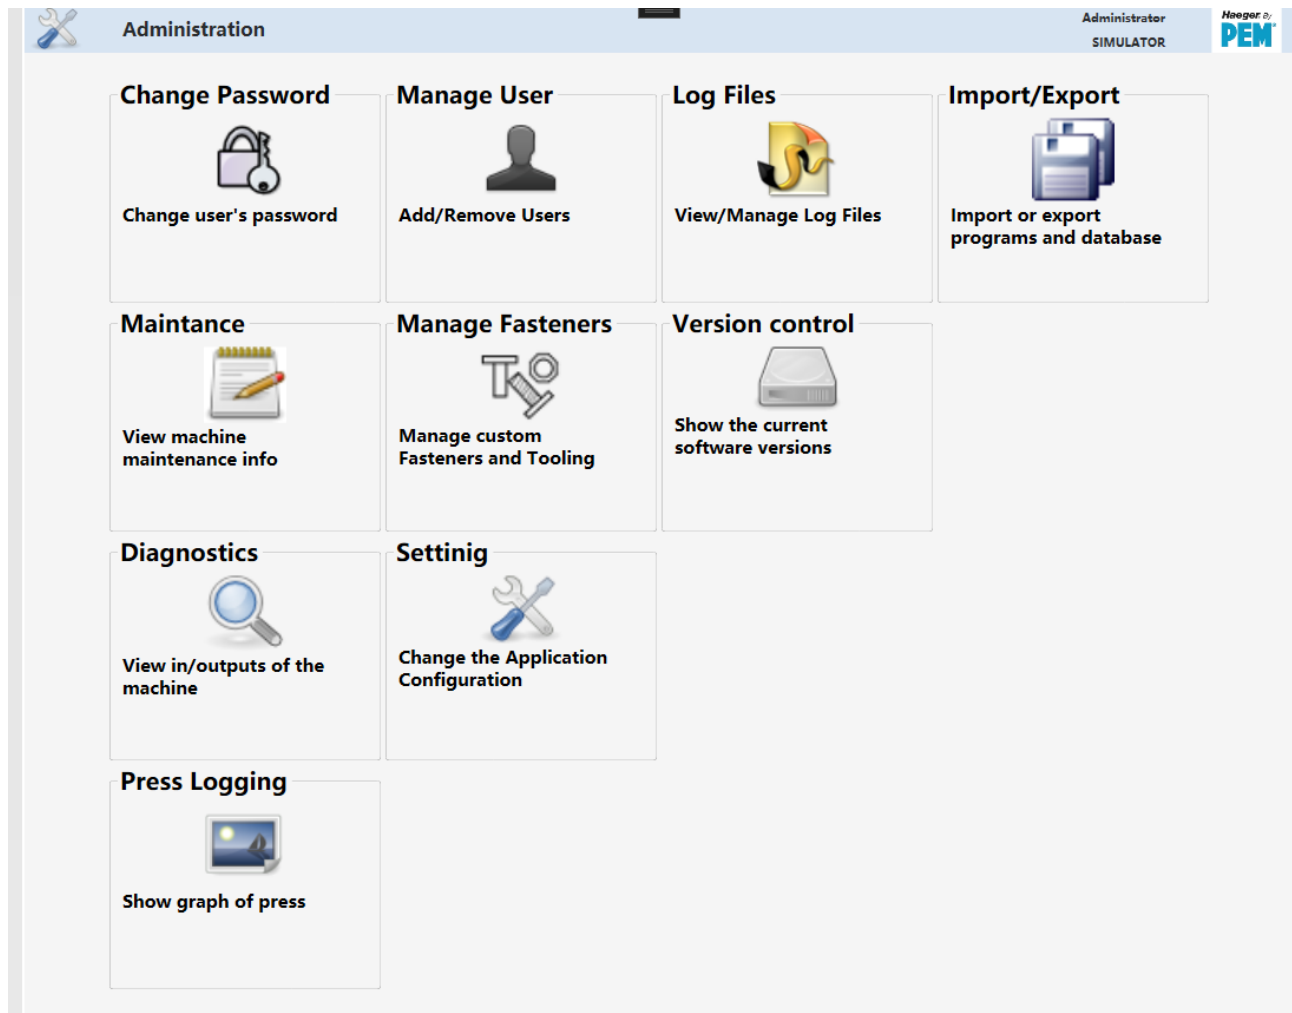 Administration
Administrator
SIMULATOR
Haeger. By
PEM
Change Password
Change user's password
Manage User
Add/Remove Users
Log Files
View/Manage Log Files
Import/Export
Import or export
programs and database
Maintance
View machine
maintenance info
Manage Fasteners
Manage custom
Fasteners and Tooling
Version control
Show the current
software versions
Diagnostics
View in/outputs of the
machine
Settinig
Change the Application
Configuration
Press Logging
Show graph of press